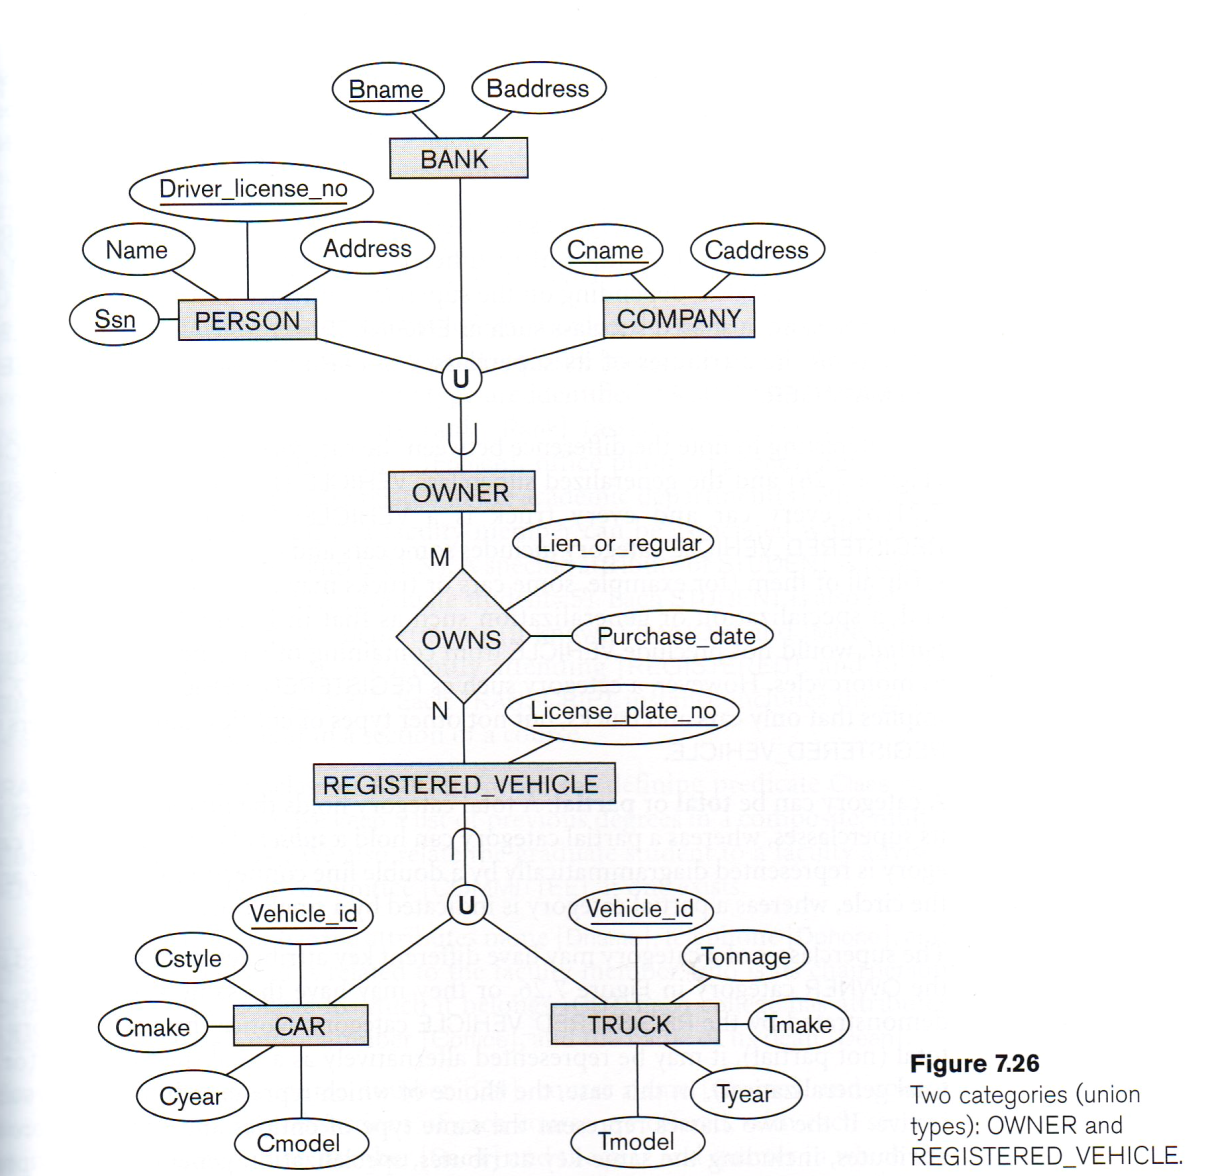 Bname
Baddress
BANK
Driver_license_no
Name
Address
Cname
Caddress
Ssn
PERSON
COMPANY
U
OWNER
M
Lien_or_regular
OWNS
Purchase_date
N
License_plate_no
REGISTERED_VEHICLE
U
Vehicle_id
Vehicle_id
Cstyle
Tonnage
Cmake
CAR
TRUCK
Tmake
Cyear
Tyear
Cmodel
Tmodel
Figure 7.26
Two categories (union
types): OWNER and
REGISTERED_VEHICLE.